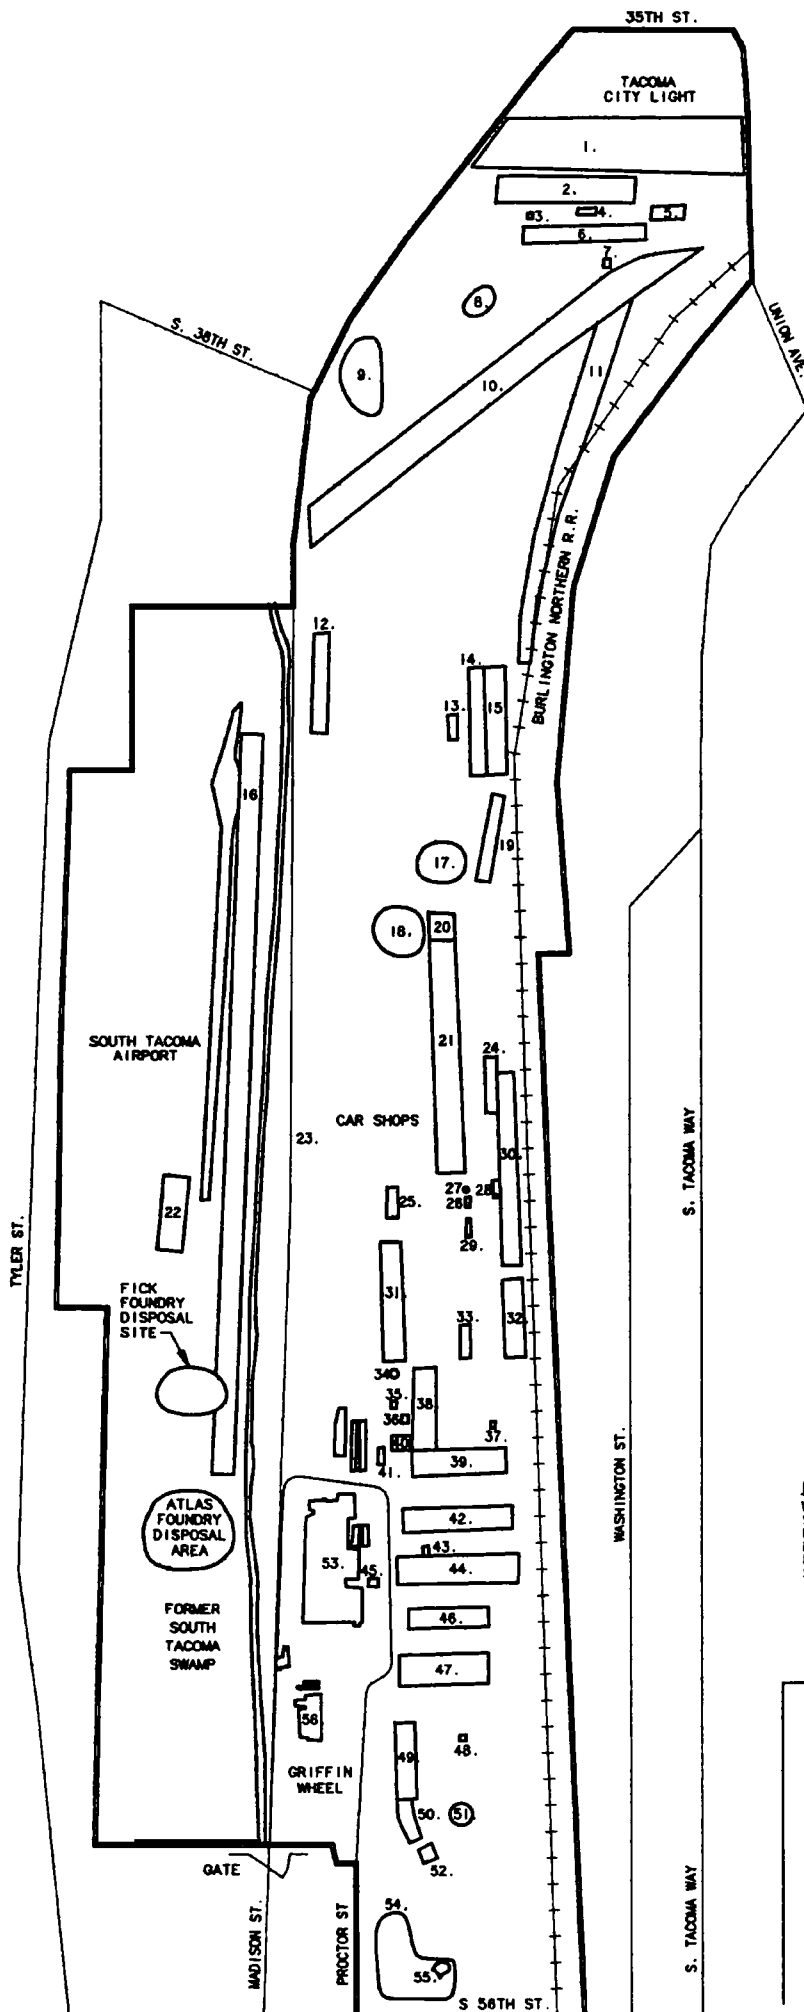 35TH ST.
TACOMA
CITY LIGHT
1.
2.
3.
4.
5.
6.
7.
8.
UNION AVE.
S. 38TH ST.
9.
10.
11
BURLINGTON NORTHERN R.R.
12.
14.
13.
15
16
17.
19
18.
20
SOUTH TACOMA
AIRPORT
21
24.
CAR SHOPS
23.
30.
S. TACOMA WAY
TYLER ST.
25.
27
28
26
22
29.
FICK
FOUNDRY
DISPOSAL
SITE
31.
33.
32.
34
35.
36
38.
37.
40
41.
39.
WASHINGTON ST.
ATLAS
FOUNDRY
DISPOSAL
AREA
42.
53.
43.
45.
44.
FORMER
SOUTH
TACOMA
SWAMP
46.
47.
56
49.
48.
GRIFFIN
WHEEL
50.
51.
52.
GATE
MADISON ST.
PROCTOR ST
54.
55.
S. TACOMA WAY
S 56TH ST.